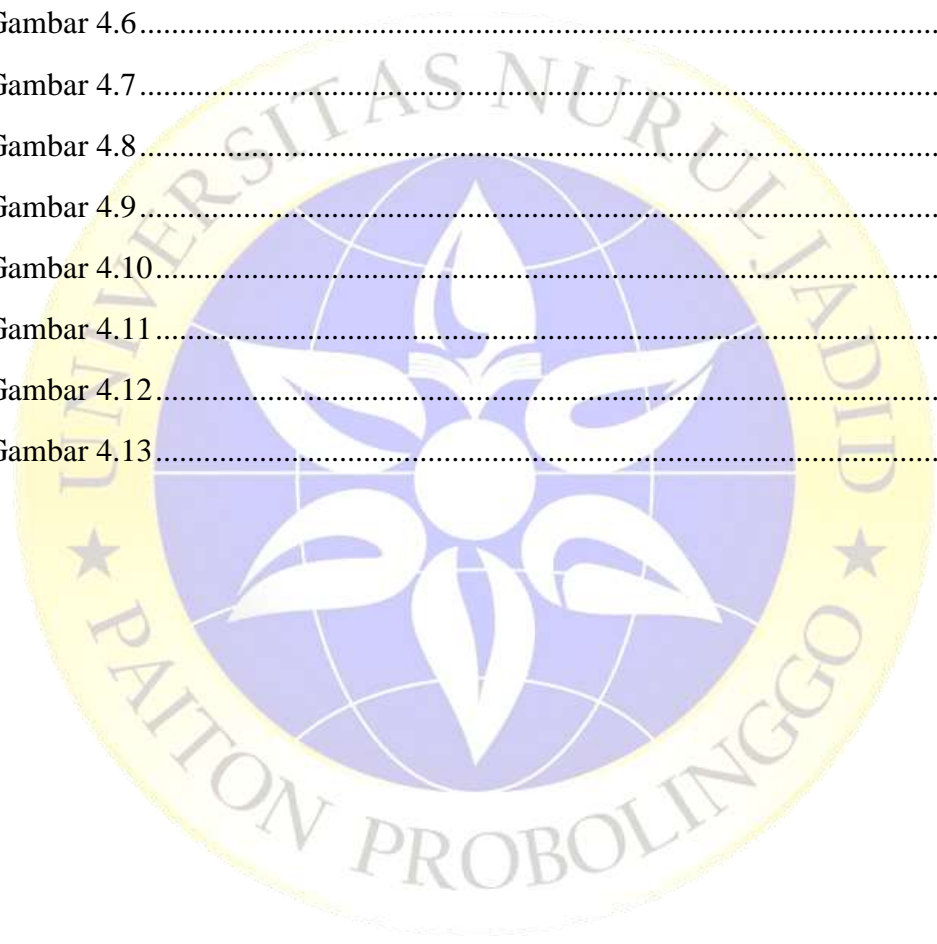 Gambar 4.6........................................................................................
Gambar 4.7........................................................................................
Gambar 4.8........................................................................................
Gambar 4.9........................................................................................
Gambar 4.10......................................................................................
Gambar 4.11......................................................................................
Gambar 4.12......................................................................................
Gambar 4.13......................................................................................
UNIVERSITAS NURUL JADID
★ PAITON PROBOLINGGO ★